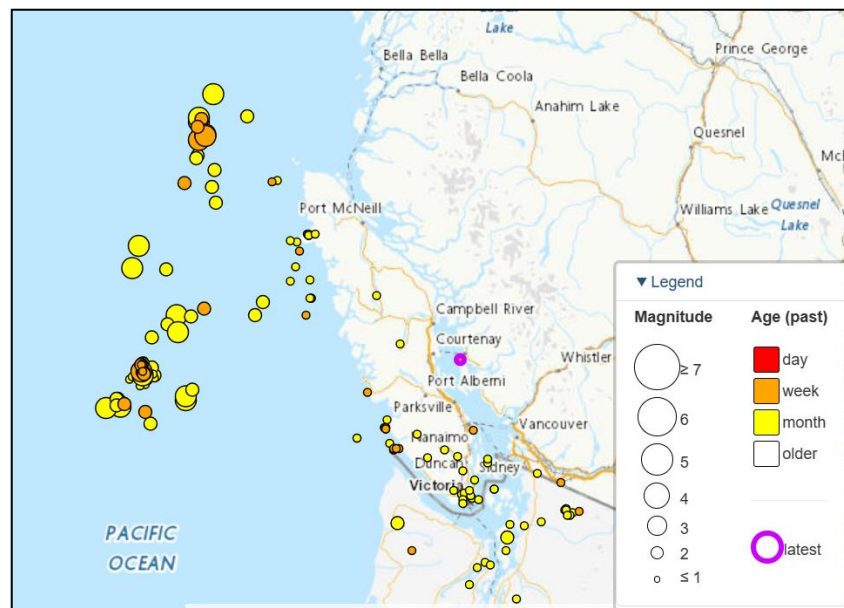 Lake
Bella Bella
Prince George
Bella Coola
Anahim Lake
Quesnel
Quesnel
Lake
Port McNeill
Williams Lake
Campbell River
Courtenay
Whistler
Port Alberni
Parksville
Nanaimo
Vancouver
Duncan
Sidney
Victoria
PACIFIC
OCEAN
▼ Legend
Magnitude
Age (past)
≥ 7
6
5
4
3
2
≤ 1
day
week
month
older
latest